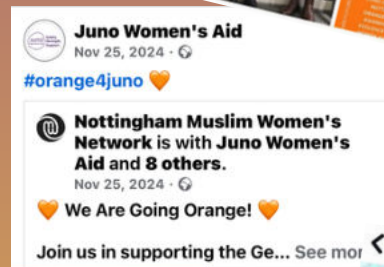 Juno Women's Aid
Nov 25, 2024 ·
#orange4juno 🧡
Nottingham Muslim Women's
Network is with Juno Women's
Aid and 8 others.
Nov 25, 2024 ·
🧡 We Are Going Orange! 🧡
Join us in supporting the Ge... See mor